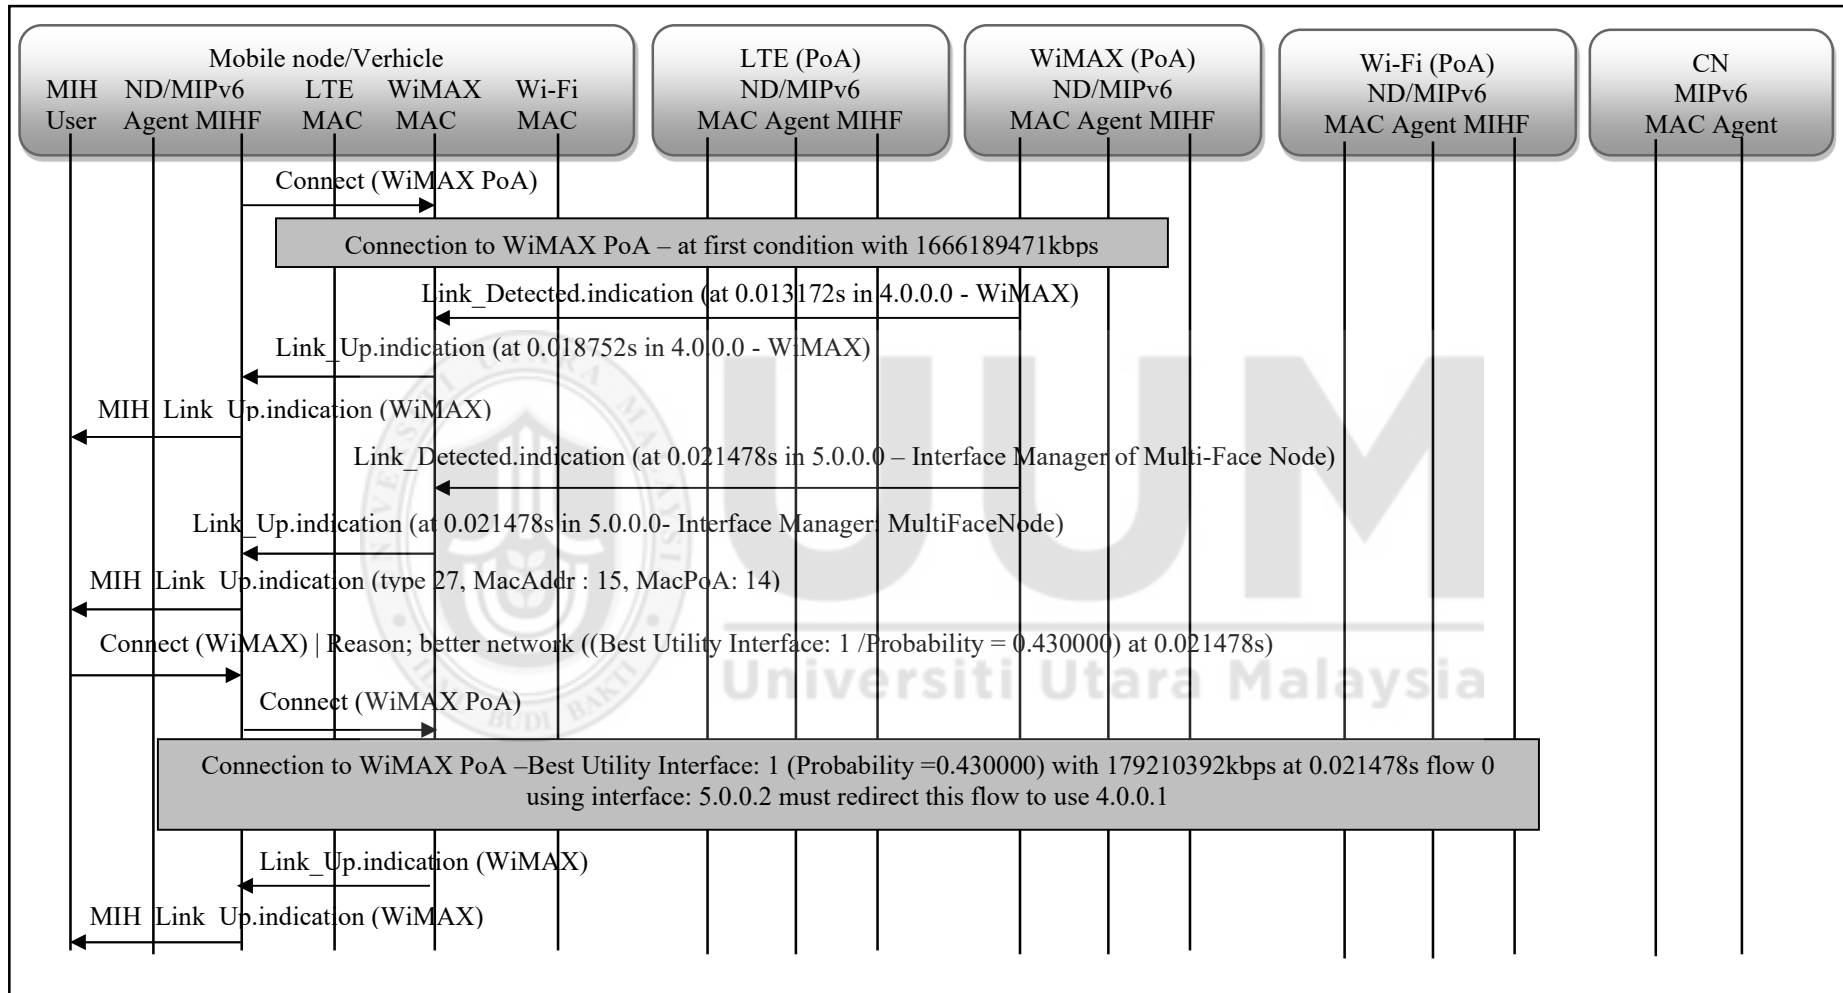 Mobile node/Verhicle
MIH ND/MIPv6 LTE WiMAX Wi-Fi
User Agent MIHF MAC MAC MAC
LTE (PoA)
ND/MIPv6
MAC Agent MIHF
WiMAX (PoA)
ND/MIPv6
MAC Agent MIHF
Wi-Fi (PoA)
ND/MIPv6
MAC Agent MIHF
CN
MIPv6
MAC Agent
Connect (WiMAX PoA)
Connection to WiMAX PoA – at first condition with 1666189471kbps
Link_Detected.indication (at 0.013172s in 4.0.0.0 - WiMAX)
Link_Up.indication (at 0.018752s in 4.0.0.0 - WiMAX)
MIH_Link_Up.indication (WiMAX)
Link_Detected.indication (at 0.021478s in 5.0.0.0 – Interface Manager of Multi-Face Node)
Link_Up.indication (at 0.021478s in 5.0.0.0- Interface Manager: MultiFaceNode)
MIH_Link_Up.indication (type 27, MacAddr : 15, MacPoA: 14)
Connect (WiMAX) | Reason; better network ((Best Utility Interface: 1 /Probability = 0.430000) at 0.021478s)
Connect (WiMAX PoA)
Connection to WiMAX PoA –Best Utility Interface: 1 (Probability =0.430000) with 179210392kbps at 0.021478s flow 0
using interface: 5.0.0.2 must redirect this flow to use 4.0.0.1
Link_Up.indication (WiMAX)
MIH_Link_Up.indication (WiMAX)
UUM
Universiti Utara Malaysia
UNIVERSITI UTARA MALAYSIA
BUDI BAKTI